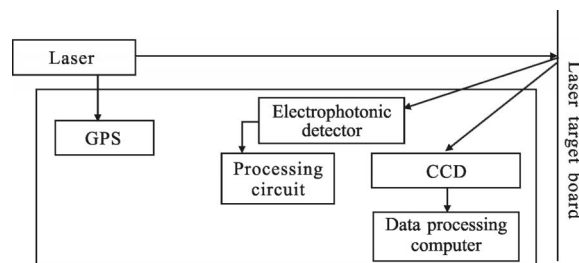 Laser
GPS
Electrophotonic
detector
Processing
circuit
CCD
Data processing
computer
Laser target board